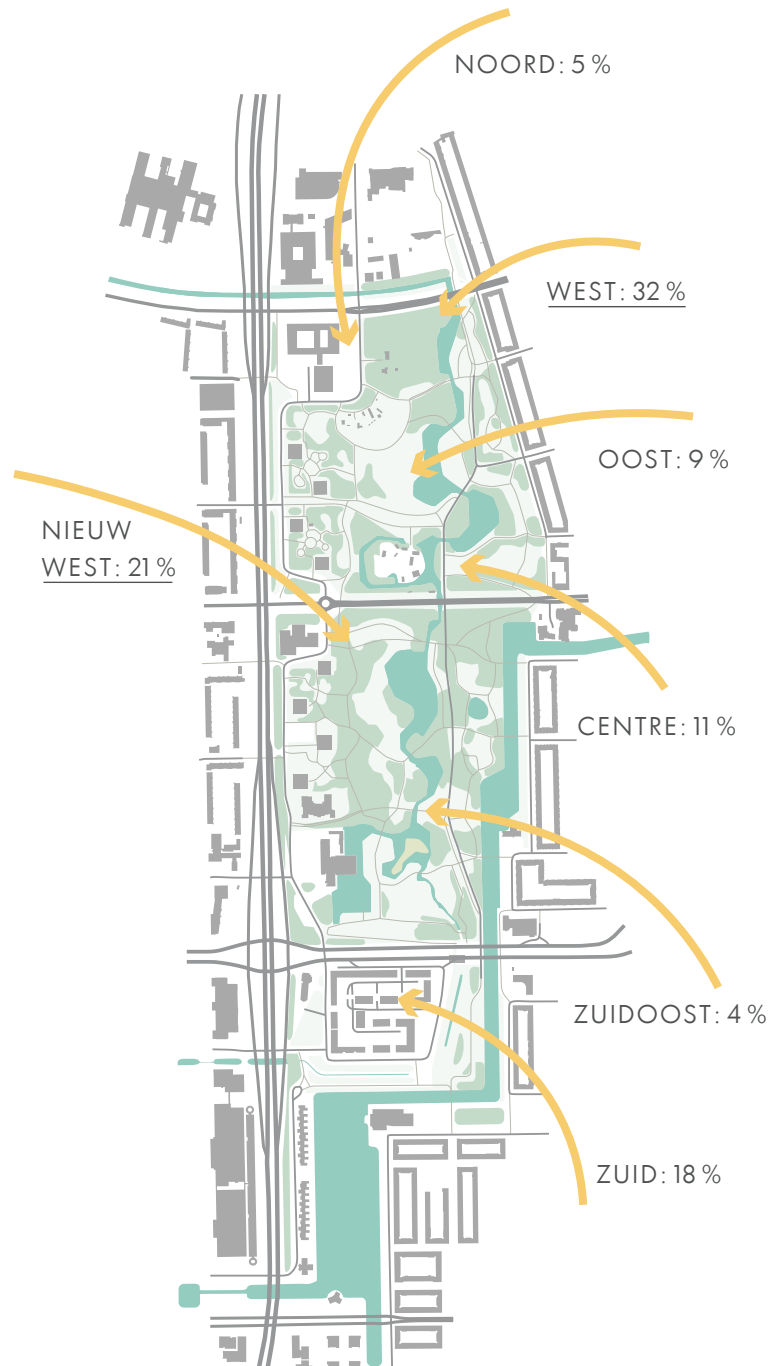 NOORD: 5 %
WEST: 32 %
OOST: 9 %
NIEUW
WEST: 21 %
CENTRE: 11 %
ZUIDOOST: 4 %
ZUID: 18 %